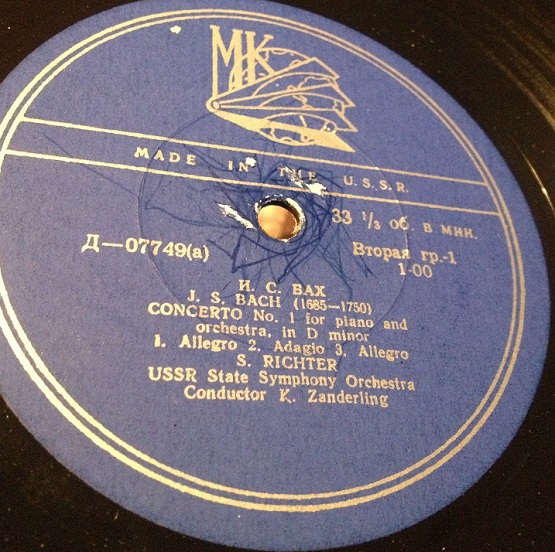 МК
MADE IN THE U.S.S.R.
33 1/3 об. в мин.
Д—07749(а)
Вторая гр.-1
1-00
И. С. БАХ
J. S. BACH (1685—1750)
CONCERTO No. 1 for piano and
orchestra, in D minor
1. Allegro 2. Adagio 3. Allegro
S. RICHTER
USSR State Symphony Orchestra
Conductor K. Zanderling